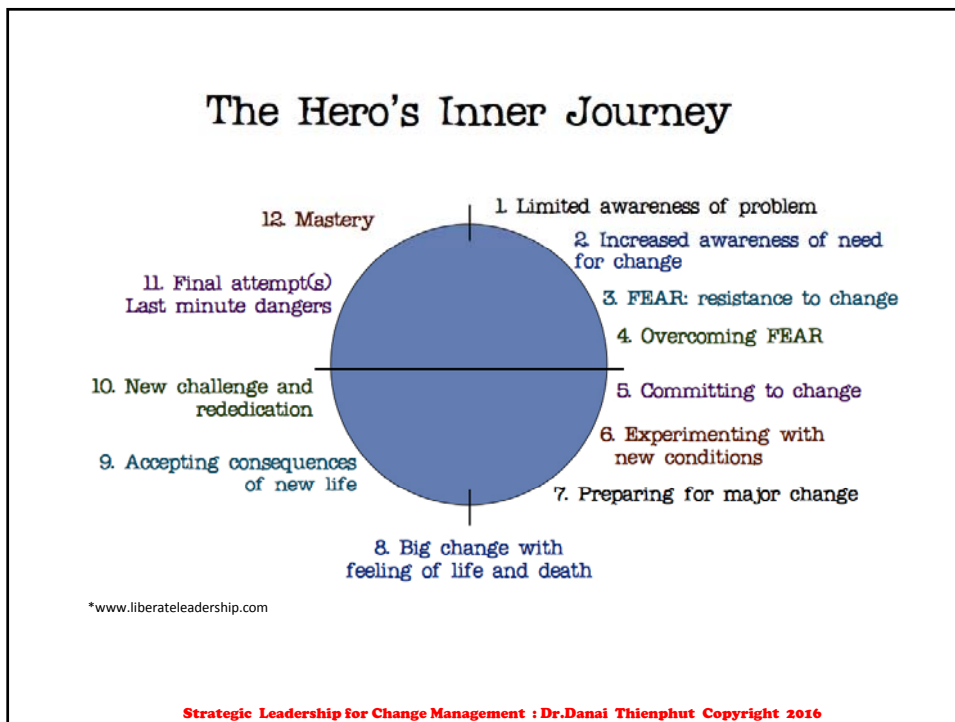 The Hero's Inner Journey
1. Limited awareness of problem
2. Increased awareness of need
for change
3. FEAR: resistance to change
4. Overcoming FEAR
5. Committing to change
6. Experimenting with
new conditions
7. Preparing for major change
8. Big change with
feeling of life and death
9. Accepting consequences
of new life
10. New challenge and
rededication
11. Final attempt(s)
Last minute dangers
12. Mastery
*www.liberateleadership.com
Strategic Leadership for Change Management : Dr.Danai Thienphut Copyright 2016